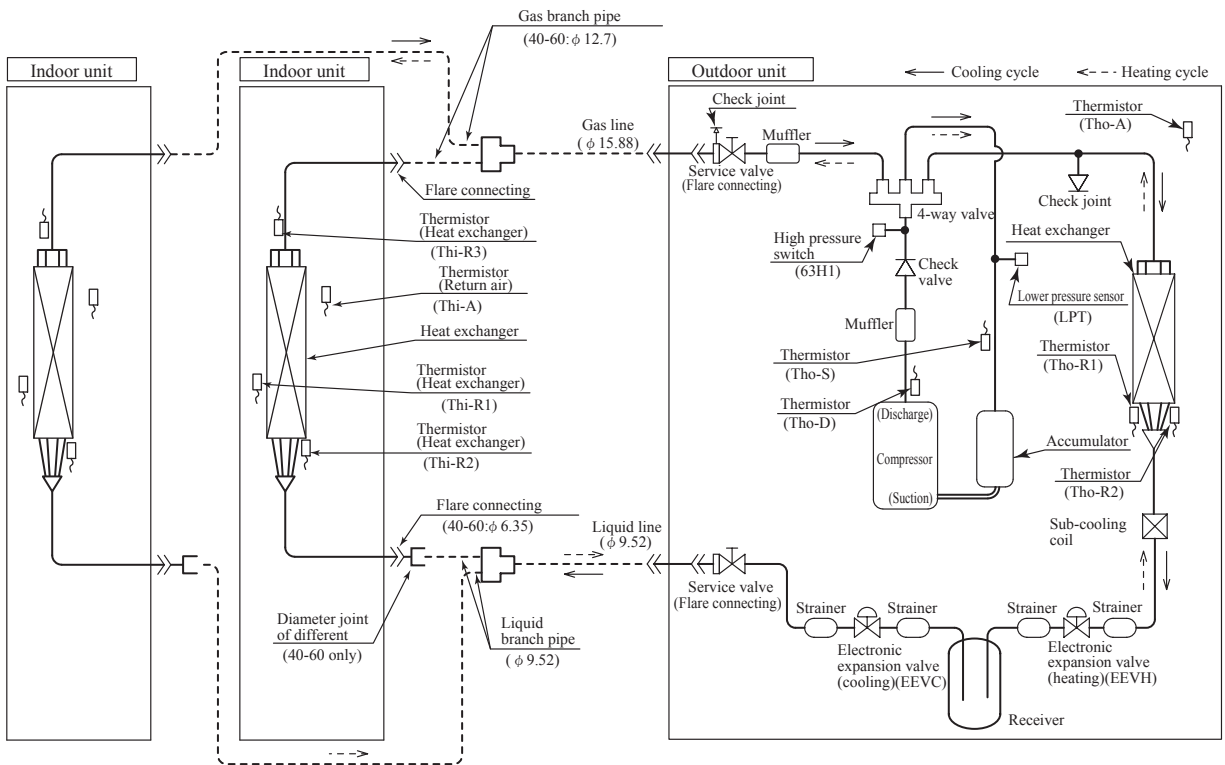 Gas branch pipe
(40-60: φ 12.7)
Indoor unit
Indoor unit
Outdoor unit
Cooling cycle
Heating cycle
Check joint
Thermistor
(Tho-A)
Gas line
(φ 15.88)
Muffler
Service valve
(Flare connecting)
Flare connecting
4-way valve
Check joint
Thermistor
(Heat exchanger)
(Thi-R3)
High pressure
switch
(63H1)
Heat exchanger
Thermistor
(Return air)
(Thi-A)
Check
valve
Lower pressure sensor
(LPT)
Heat exchanger
Muffler
Thermistor
(Tho-S)
Thermistor
(Tho-R1)
Thermistor
(Heat exchanger)
(Thi-R1)
Thermistor
(Tho-D)
(Discharge)
Compressor
(Suction)
Accumulator
Thermistor
(Heat exchanger)
(Thi-R2)
Thermistor
(Tho-R2)
Flare connecting
(40-60: φ 6.35)
Liquid line
(φ 9.52)
Sub-cooling
coil
Service valve
(Flare connecting)
Strainer
Strainer
Strainer
Strainer
Diameter joint
of different
(40-60 only)
Liquid
branch pipe
(φ 9.52)
Electronic
expansion valve
(cooling)(EEVC)
Electronic
expansion valve
(heating)(EEVH)
Receiver